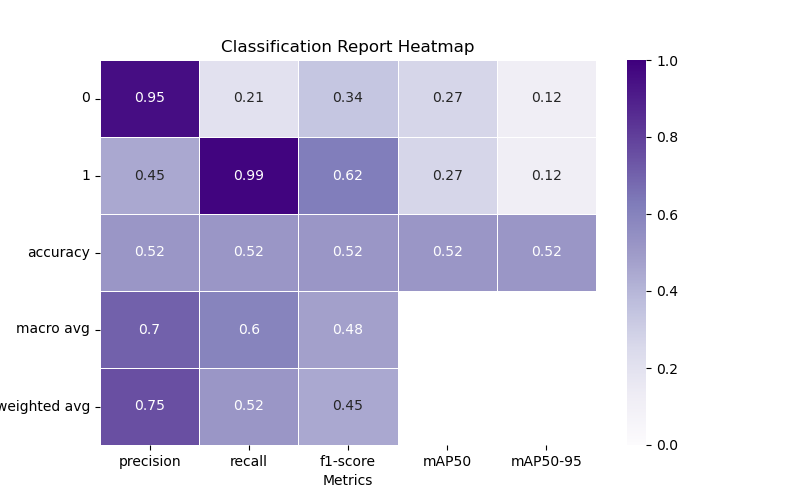 Classification Report Heatmap
0 0.95 0.21 0.34 0.27 0.12
1 0.45 0.99 0.62 0.27 0.12
accuracy 0.52 0.52 0.52 0.52 0.52
macro avg 0.7 0.6 0.48
weighted avg 0.75 0.52 0.45
precision recall f1-score mAP50 mAP50-95
Metrics
1.0
0.8
0.6
0.4
0.2
0.0